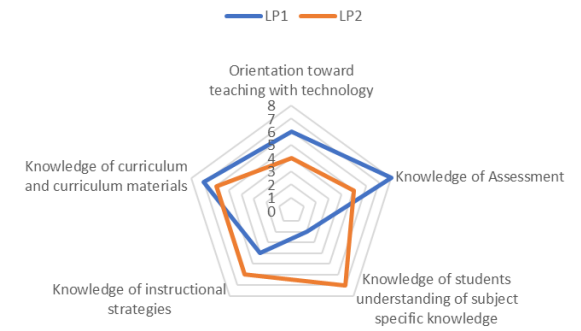 LP1 LP2
Orientation toward
teaching with technology
8
7
6
5
4
3
2
1
0
Knowledge of Assessment
Knowledge of curriculum
and curriculum materials
Knowledge of students
understanding of subject
specific knowledge
Knowledge of instructional
strategies